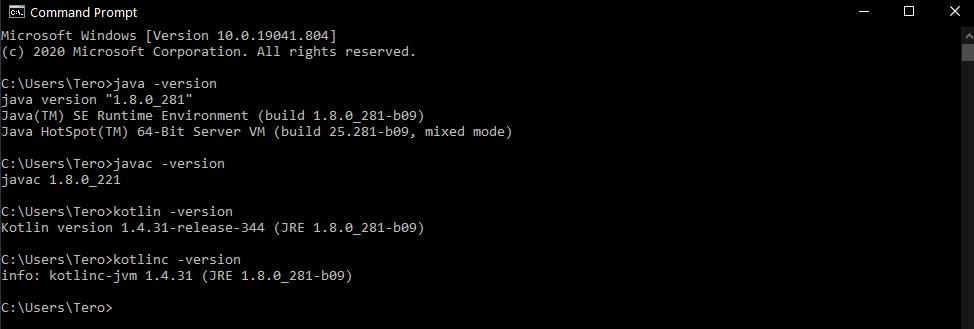 Command Prompt
Microsoft Windows [Version 10.0.19041.804]
(c) 2020 Microsoft Corporation. All rights reserved.
C:\Users\Tero>java -version
java version "1.8.0_281"
Java(TM) SE Runtime Environment (build 1.8.0_281-b09)
Java HotSpot(TM) 64-Bit Server VM (build 25.281-b09, mixed mode)
C:\Users\Tero>javac -version
javac 1.8.0_221
C:\Users\Tero>kotlin -version
Kotlin version 1.4.31-release-344 (JRE 1.8.0_281-b09)
C:\Users\Tero>kotlinc -version
info: kotlinc-jvm 1.4.31 (JRE 1.8.0_281-b09)
C:\Users\Tero>